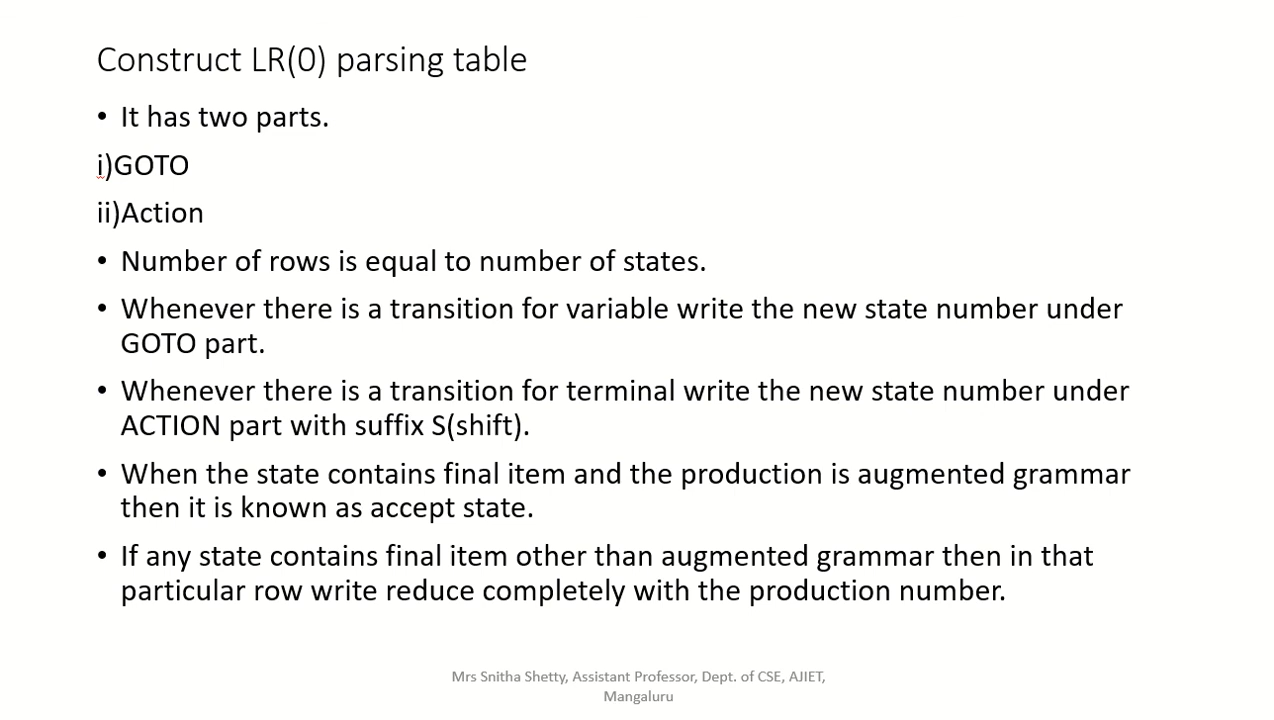 Construct LR(0) parsing table
• It has two parts.
i)GOTO
ii)Action
• Number of rows is equal to number of states.
• Whenever there is a transition for variable write the new state number under
GOTO part.
• Whenever there is a transition for terminal write the new state number under
ACTION part with suffix S(shift).
• When the state contains final item and the production is augmented grammar
then it is known as accept state.
• If any state contains final item other than augmented grammar then in that
particular row write reduce completely with the production number.
Mrs Snitha Shetty, Assistant Professor, Dept. of CSE, AJIET,
Mangaluru